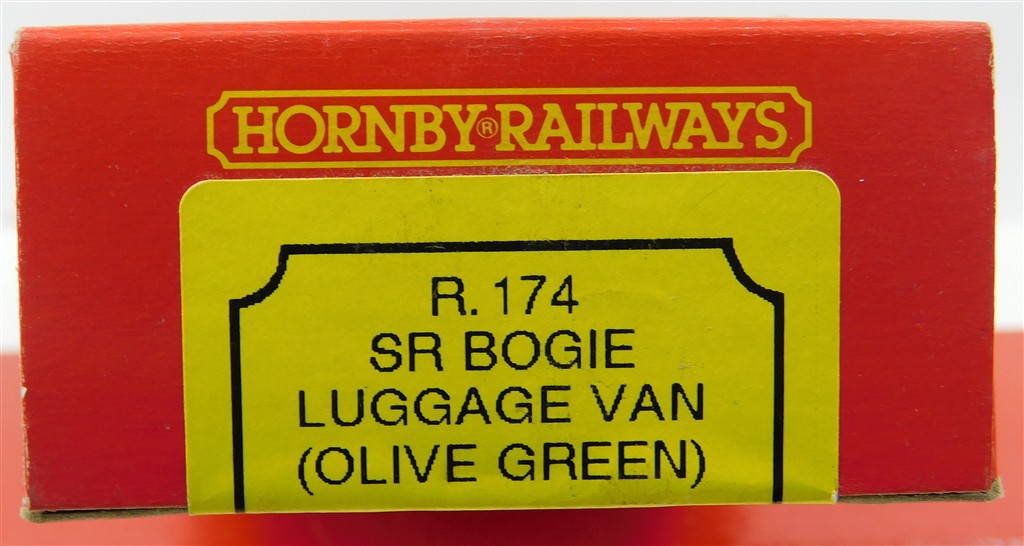 HORNBY®RAILWAYS
R. 174
SR BOGIE
LUGGAGE VAN
(OLIVE GREEN)